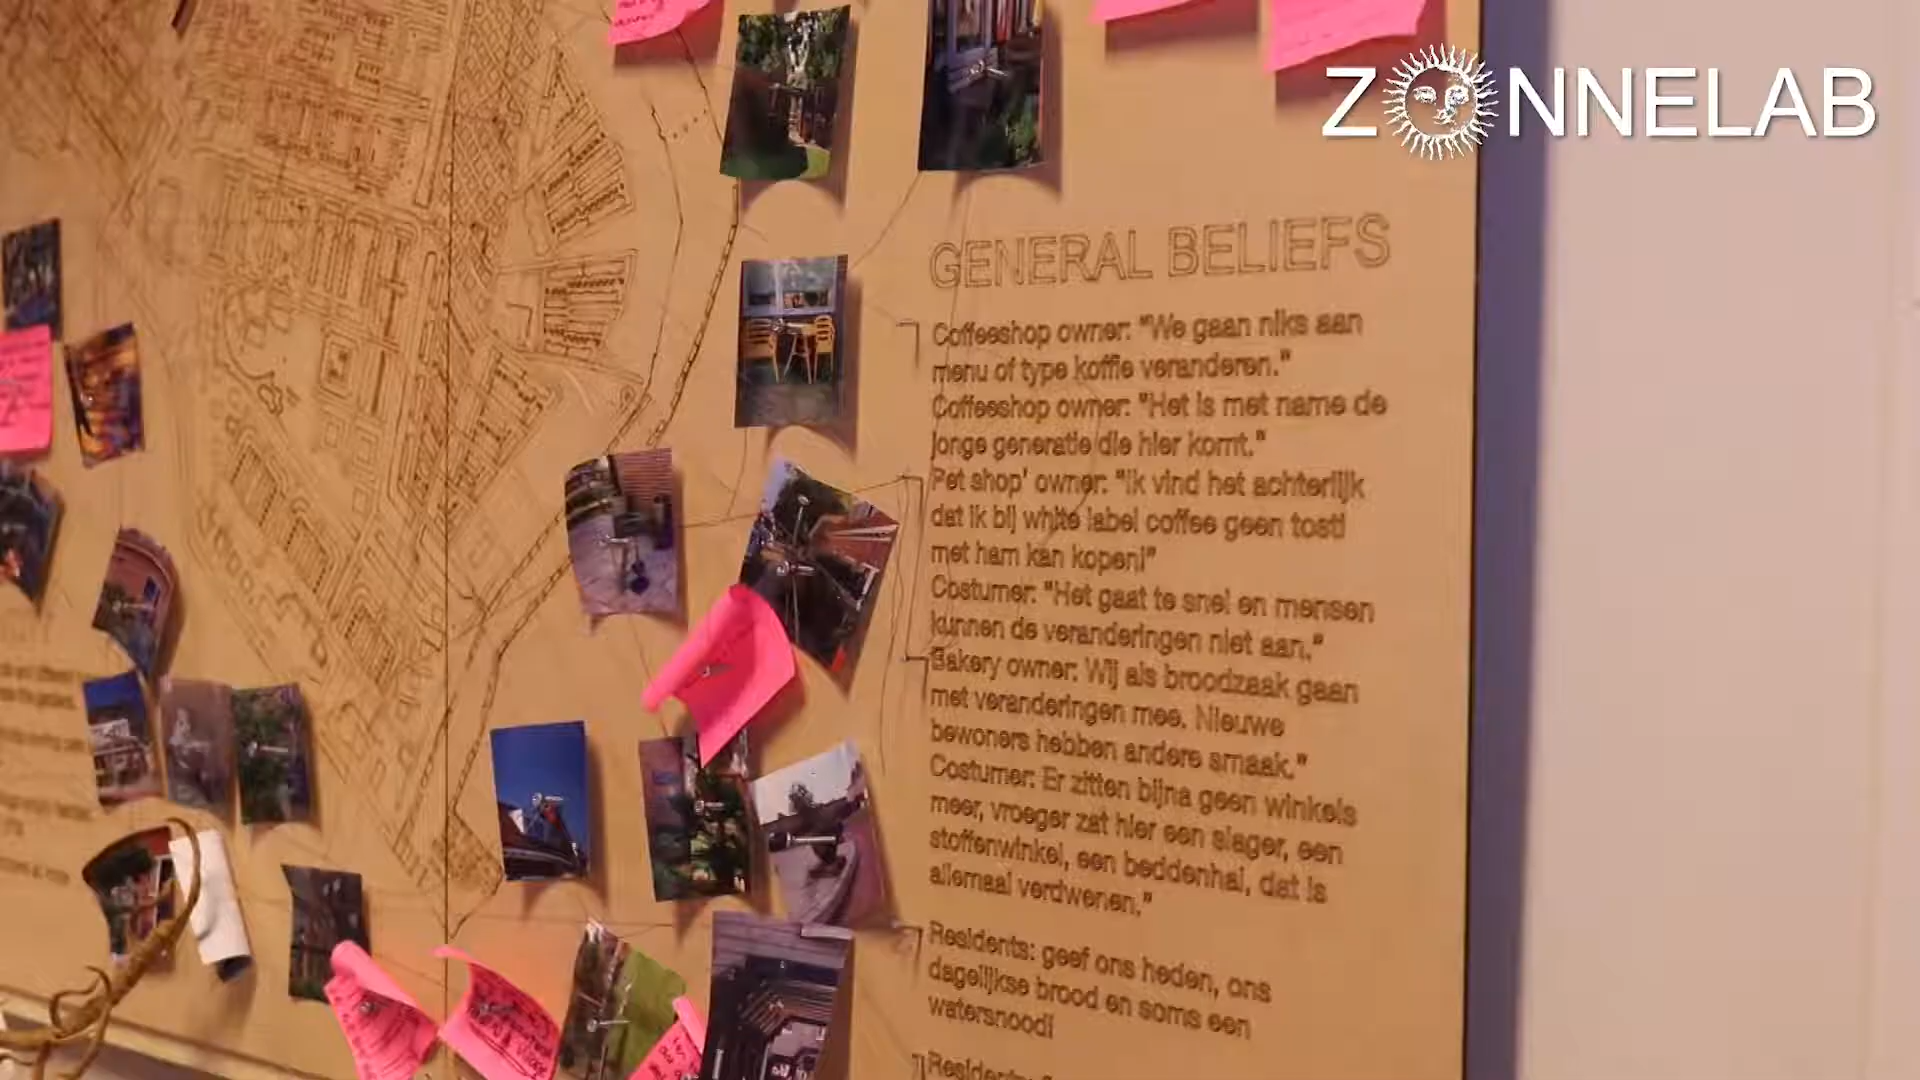 ZONNELAB
GENERAL BELIEFS
Coffeeshop owner: "We gaan niks aan
menu of type koffie veranderen."
Coffeeshop owner: "Het is met name de
jonge generatie die hier komt."
Pet shop' owner: "Ik vind het achterlijk
dat ik bij white label coffee geen tosti
met ham kan kopen!"
Costumer: "Het gaat te snel en mensen
kunnen de veranderingen niet aan."
Bakery owner: Wij als broodzaak gaan
met veranderingen mee. Nieuwe
bewoners hebben andere smaak."
Costumer: Er zitten bijna geen winkels
meer, vroeger zat hier een slager, een
stoffenwinkel, een beddenhal, dat is
allemaal verdwenen."
Residents: geef ons heden, ons
dagelijkse brood en soms een
watersnood!